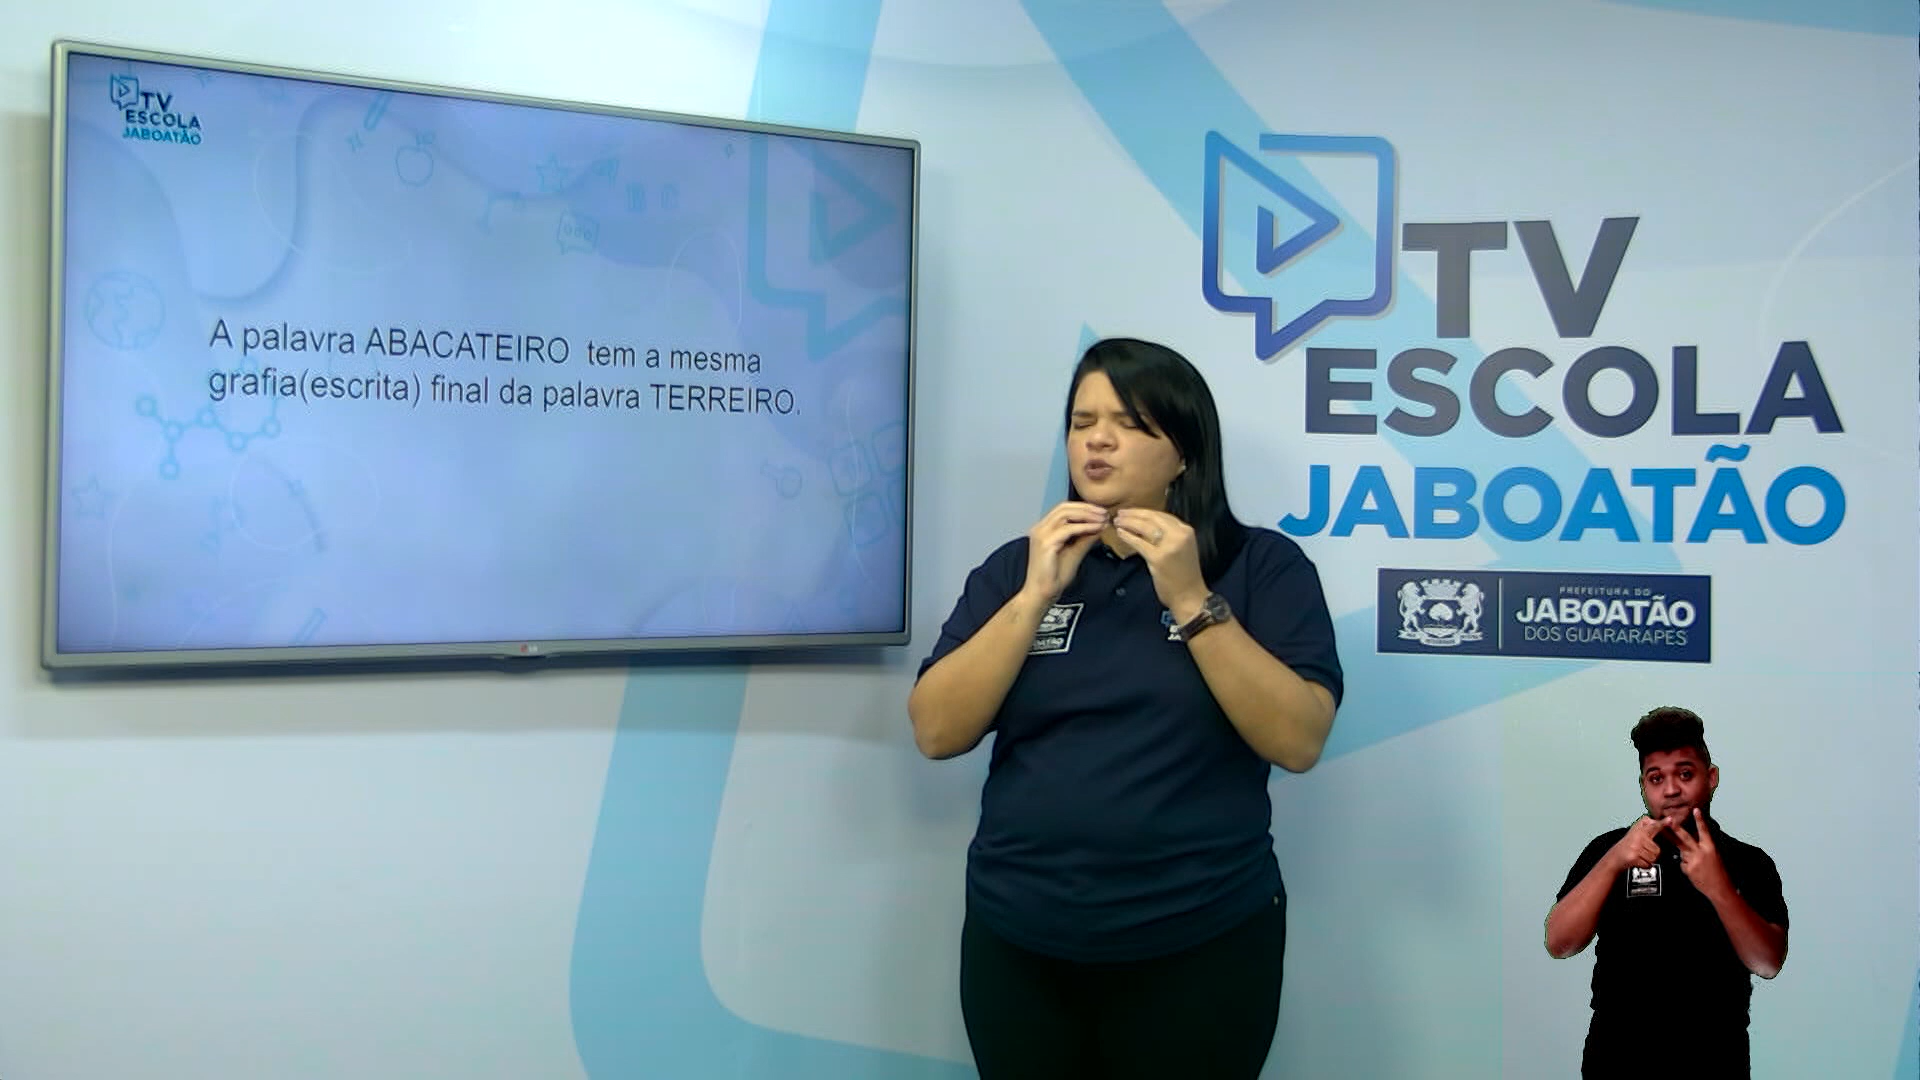 TV
ESCOLA
JABOATÃO
A palavra ABACATEIRO tem a mesma
grafia(escrita) final da palavra TERREIRO.
TV
ESCOLA
JABOATÃO
PREFEITURA DO
JABOATÃO
DOS GUARARAPES